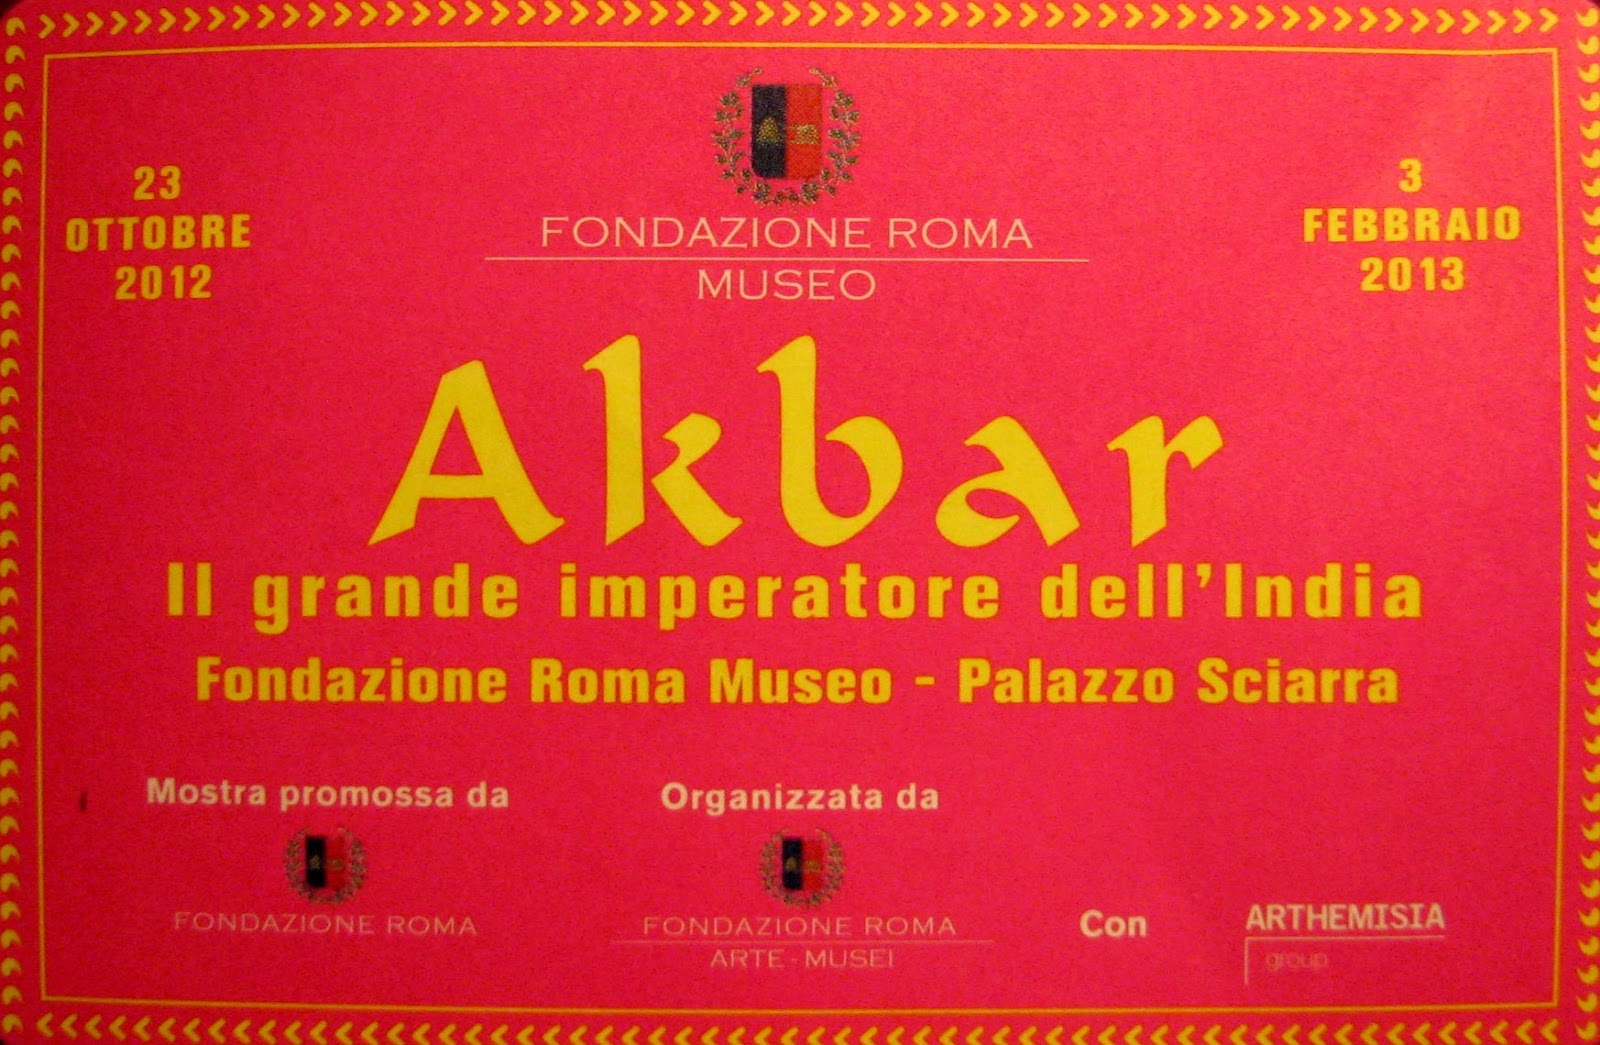 23
OTTOBRE
2012
FONDAZIONE ROMA
MUSEO
3
FEBBRAIO
2013
Akbar
Il grande imperatore dell'India
Fondazione Roma Museo - Palazzo Sciarra
Mostra promossa da
FONDAZIONE ROMA
Organizzata da
FONDAZIONE ROMA
ARTE - MUSEI
Con
ARTHEMISIA
group